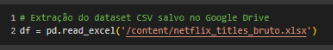 1 # Extração do dataset CSV salvo no Google Drive
2 df = pd.read_excel('/content/netflix_titles_bruto.xlsx')